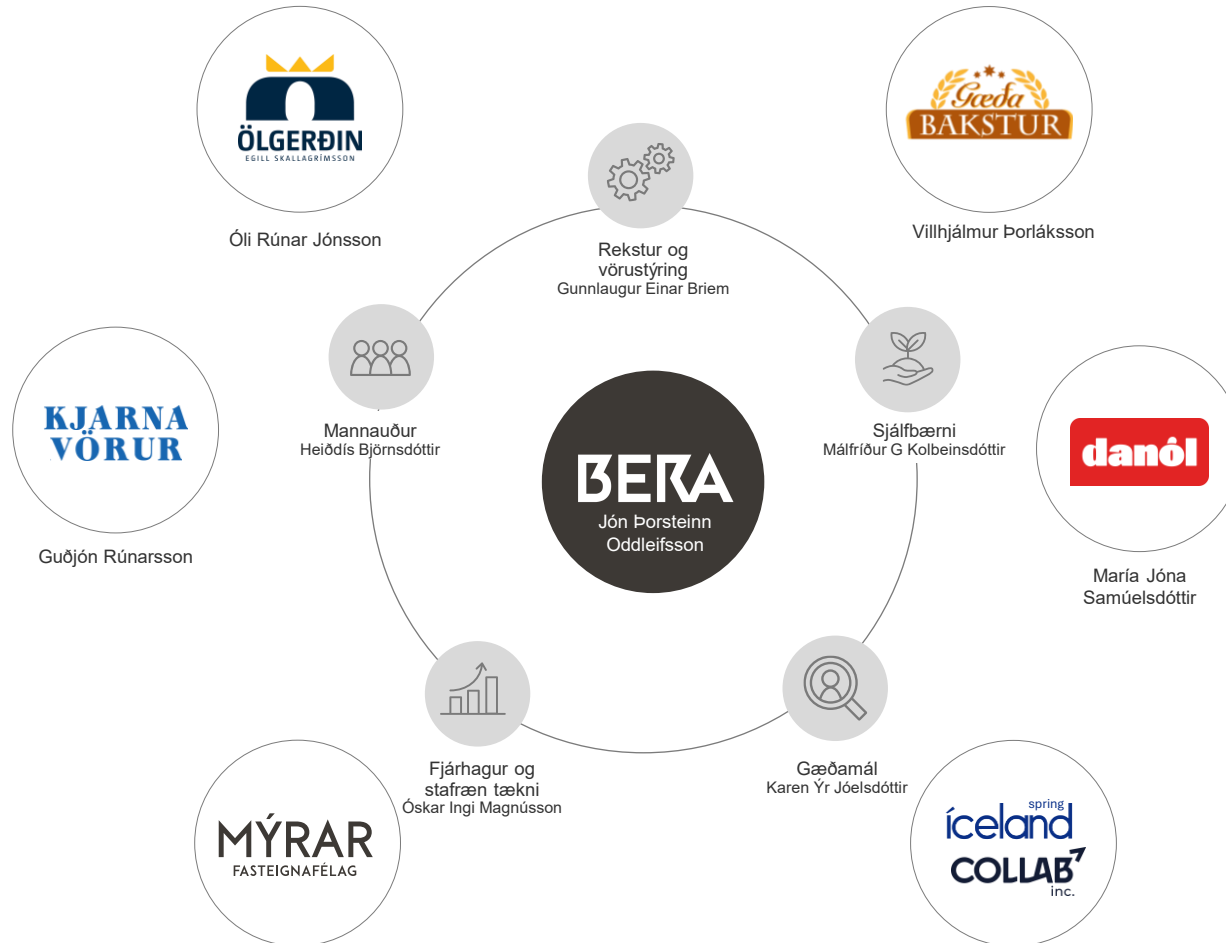 ÖLGERÐIN
EGILL SKALLAGRÍMSSON
Óli Rúnar Jónsson
Gæða
BAKSTUR
Villhjálmur Þorláksson
Rekstur og
vörustýring
Gunnlaugur Einar Briem
KJARNA
VÖRUR
Guðjón Rúnarsson
Mannauður
Heiðdís Björnsdóttir
BERA
Jón Þorsteinn
Oddleifsson
Sjálfbærni
Málfríður G Kolbeinsdóttir
danól
María Jóna
Samúelsdóttir
Fjárhagur og
stafræn tækni
Óskar Ingi Magnússon
Gæðamál
Karen Ýr Jóelsdóttir
MÝRAR
FASTEIGNAFÉLAG
spring
íceland
COLLAB
inc.